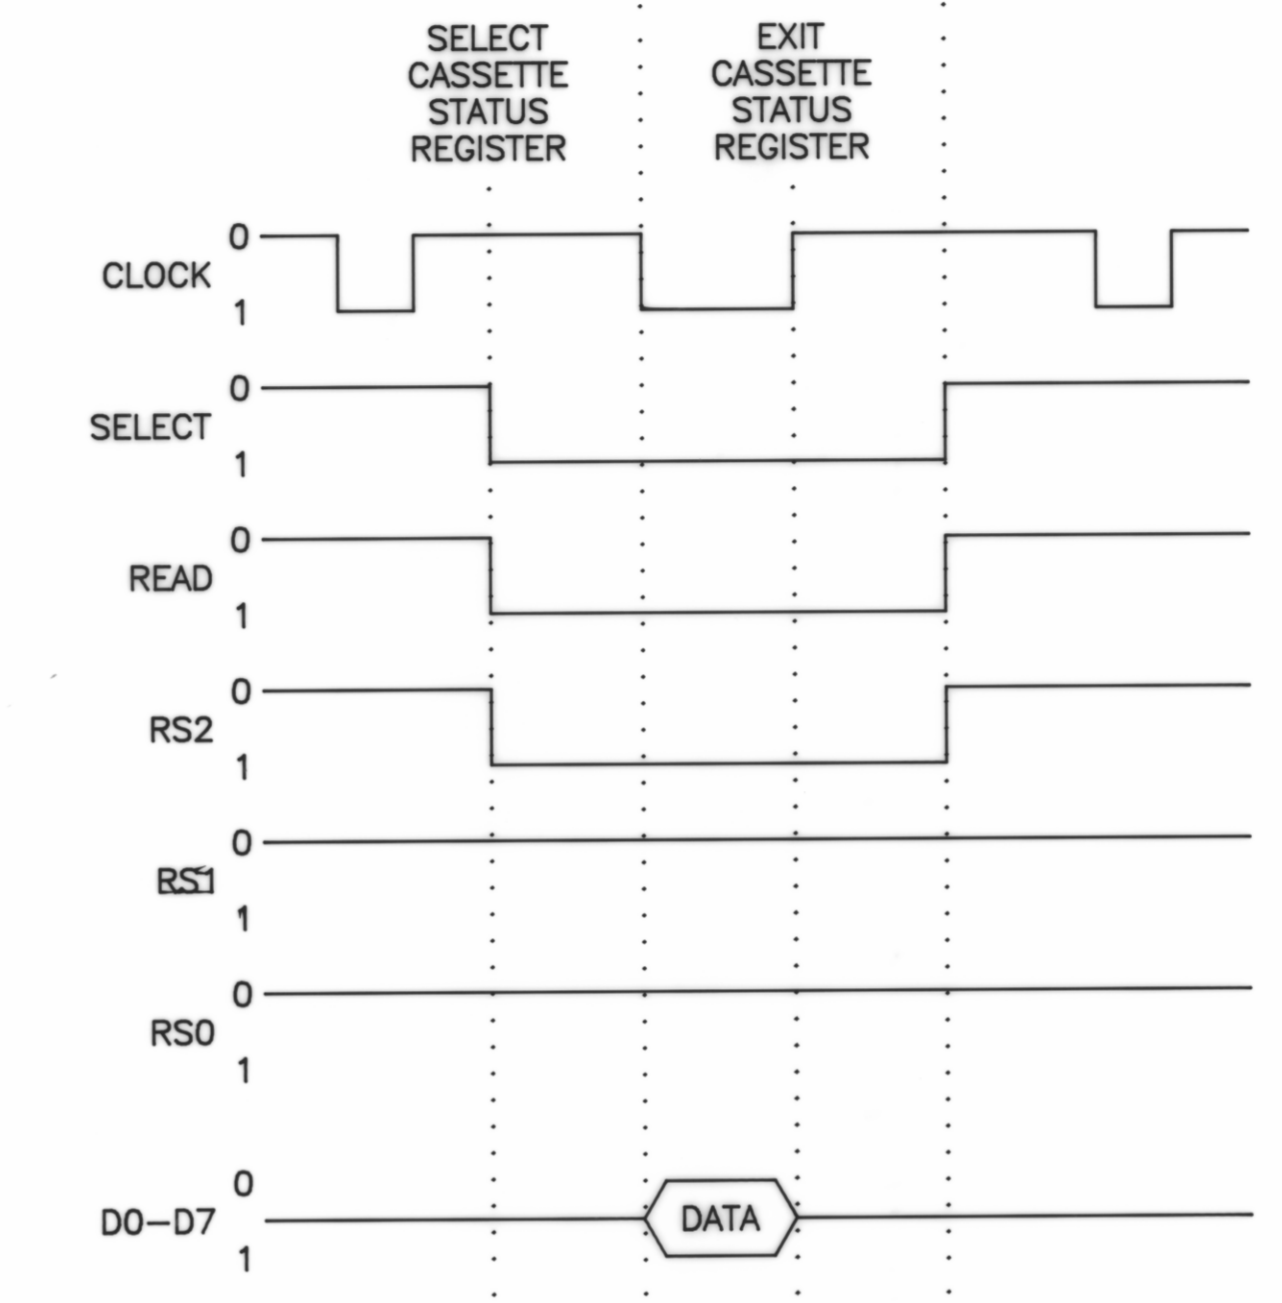 SELECT
CASSETTE
STATUS
REGISTER
EXIT
CASSETTE
STATUS
REGISTER
0
CLOCK
1
0
SELECT
1
0
READ
1
0
RS2
1
0
RS1
1
0
RS0
1
0
D0-D7
DATA
1